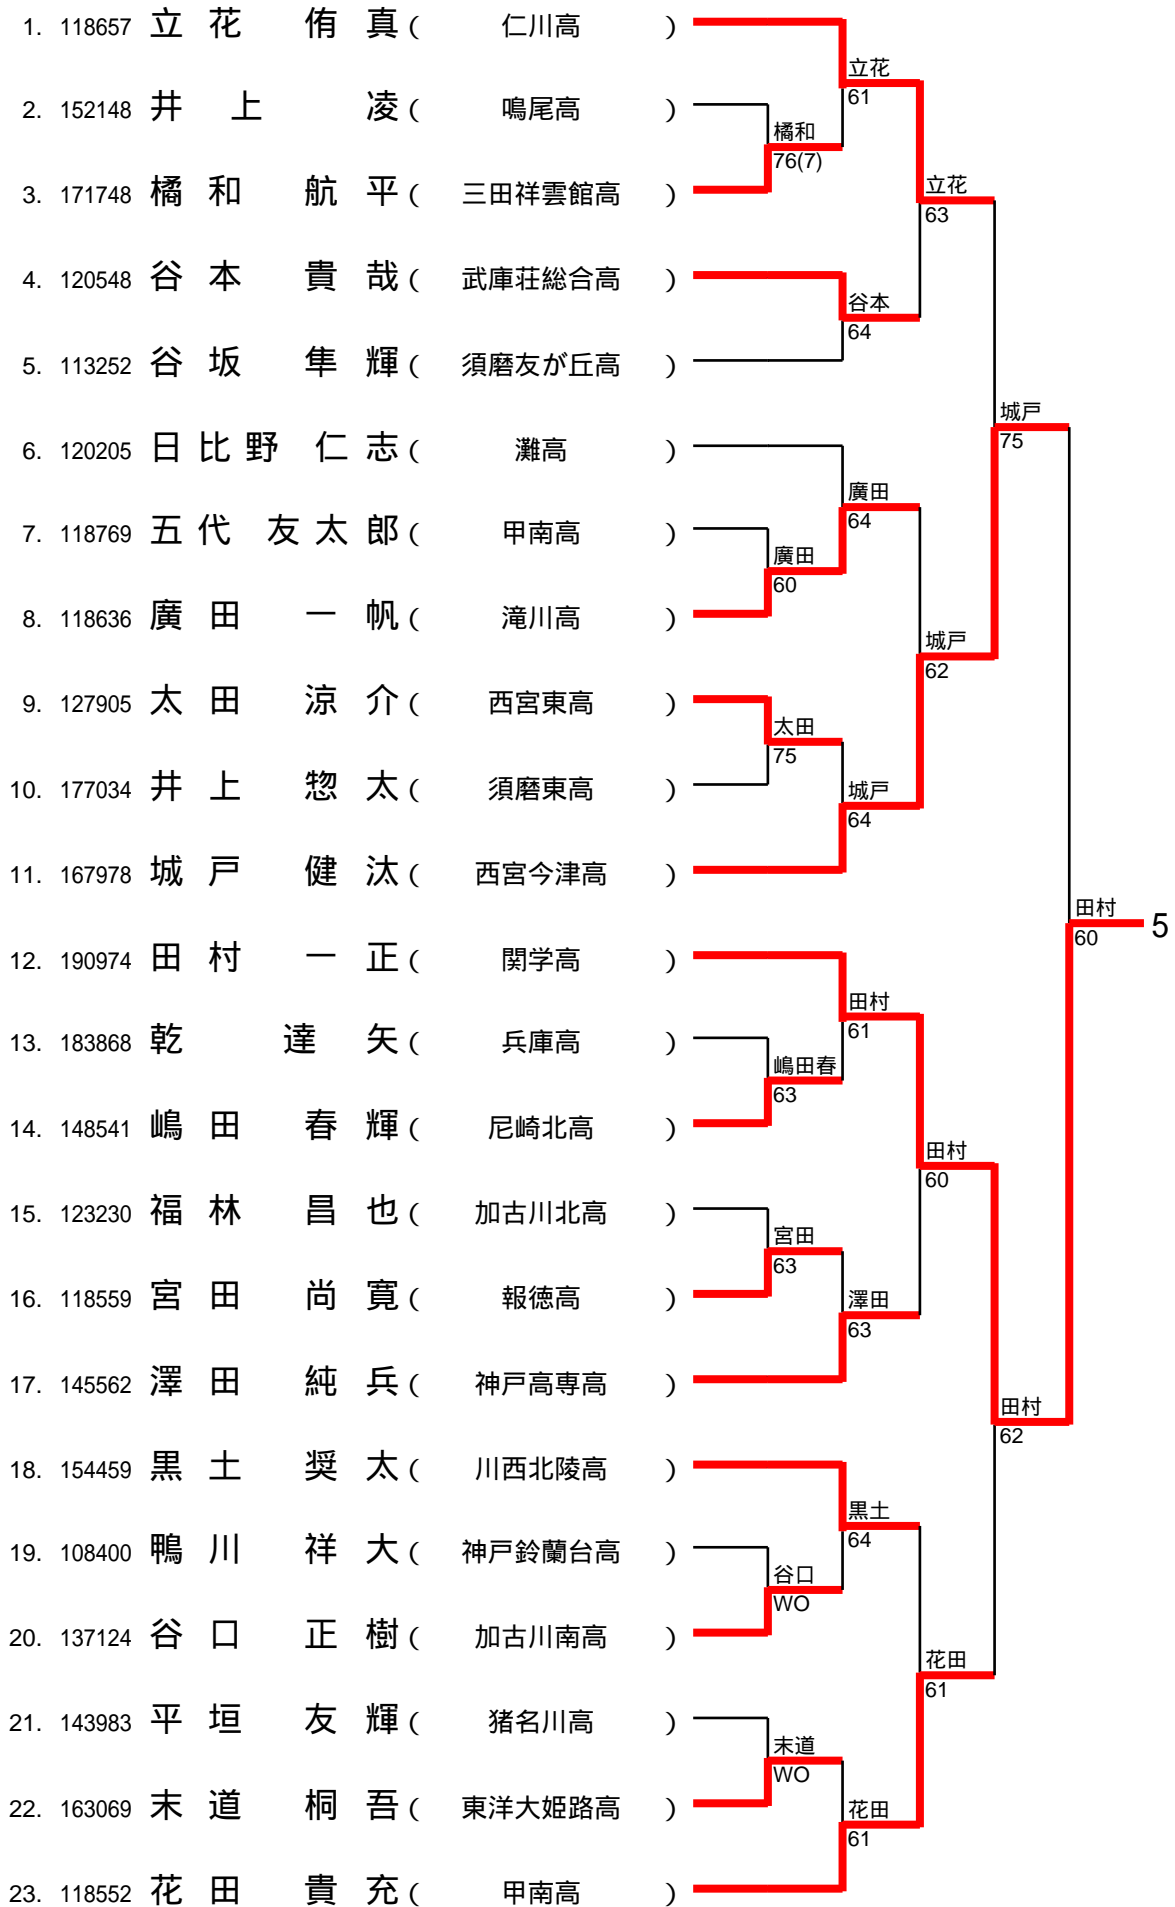 1. 118657 立花 侑真 ( 仁川高 )
立花
61
2. 152148 井上 凌 ( 鳴尾高 )
橘和
76(7)
3. 171748 橘和 航平 ( 三田祥雲館高 )
立花
63
4. 120548 谷本 貴哉 ( 武庫荘総合高 )
谷本
64
5. 113252 谷坂 隼輝 ( 須磨友が丘高 )
城戸
75
6. 120205 日比野 仁志 ( 灘高 )
廣田
64
7. 118769 五代 友太郎 ( 甲南高 )
廣田
60
8. 118636 廣田 一帆 ( 滝川高 )
城戸
62
9. 127905 太田 涼介 ( 西宮東高 )
太田
75
10. 177034 井上 惣太 ( 須磨東高 )
城戸
64
11. 167978 城戸 健汰 ( 西宮今津高 )
田村
60
5
12. 190974 田村 一正 ( 関学高 )
田村
61
13. 183868 乾 達矢 ( 兵庫高 )
嶋田春
63
14. 148541 嶋田 春輝 ( 尼崎北高 )
田村
60
15. 123230 福林 昌也 ( 加古川北高 )
宮田
63
16. 118559 宮田 尚寛 ( 報徳高 )
澤田
63
17. 145562 澤田 純兵 ( 神戸高専高 )
田村
62
18. 154459 黒土 奨太 ( 川西北陵高 )
黒土
64
19. 108400 鴨川 祥大 ( 神戸鈴蘭台高 )
谷口
WO
20. 137124 谷口 正樹 ( 加古川南高 )
花田
61
21. 143983 平垣 友輝 ( 猪名川高 )
末道
WO
22. 163069 末道 桐吾 ( 東洋大姫路高 )
花田
61
23. 118552 花田 貴充 ( 甲南高 )